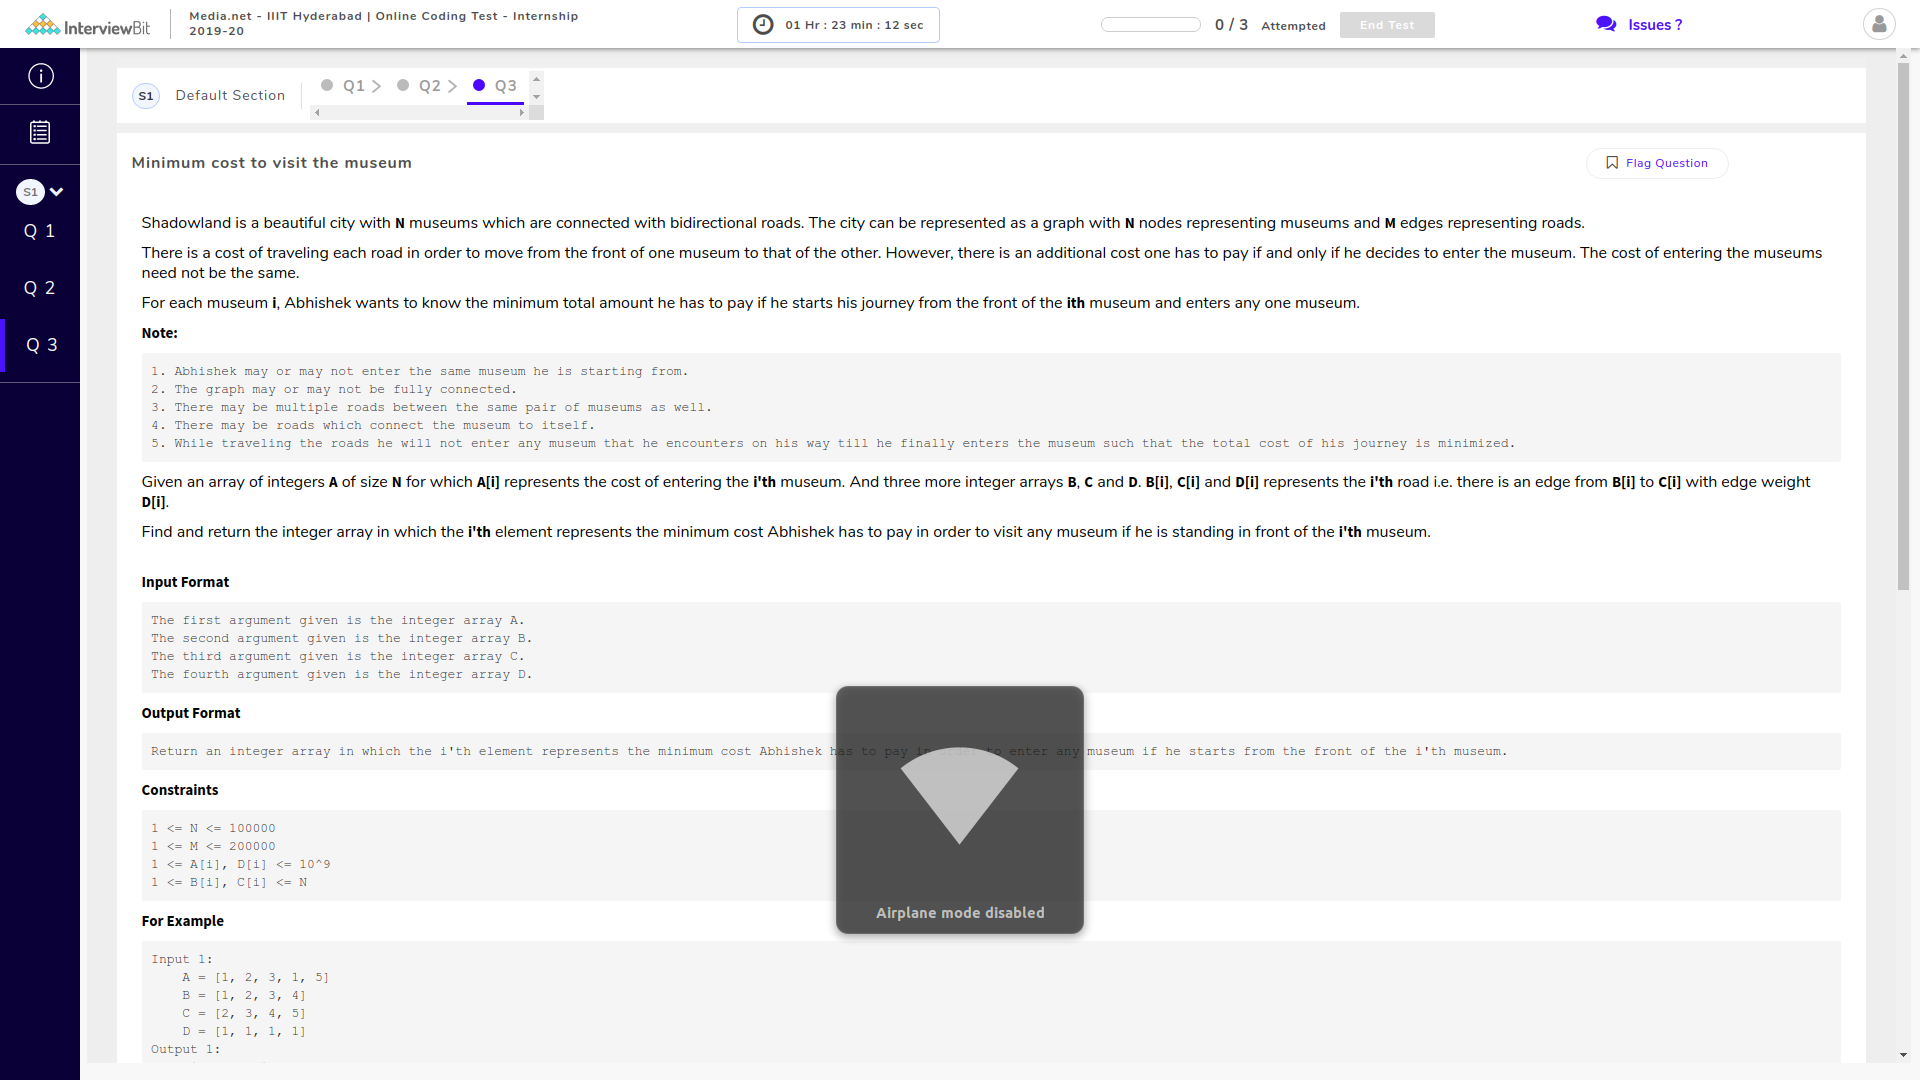 InterviewBit
Media.net - IIIT Hyderabad | Online Coding Test - Internship
2019-20
01 Hr : 23 min : 12 sec
0 / 3 Attempted
End Test
Issues ?
S1 Default Section
Q1
Q2
Q3
S1
Q 1
Q 2
Q 3
Minimum cost to visit the museum
Flag Question
Shadowland is a beautiful city with N museums which are connected with bidirectional roads. The city can be represented as a graph with N nodes representing museums and M edges representing roads.
There is a cost of traveling each road in order to move from the front of one museum to that of the other. However, there is an additional cost one has to pay if and only if he decides to enter the museum. The cost of entering the museums
need not be the same.
For each museum i, Abhishek wants to know the minimum total amount he has to pay if he starts his journey from the front of the ith museum and enters any one museum.
Note:
1. Abhishek may or may not enter the same museum he is starting from.
2. The graph may or may not be fully connected.
3. There may be multiple roads between the same pair of museums as well.
4. There may be roads which connect the museum to itself.
5. While traveling the roads he will not enter any museum that he encounters on his way till he finally enters the museum such that the total cost of his journey is minimized.
Given an array of integers A of size N for which A[i] represents the cost of entering the i'th museum. And three more integer arrays B, C and D. B[i], C[i] and D[i] represents the i'th road i.e. there is an edge from B[i] to C[i] with edge weight
D[i].
Find and return the integer array in which the i'th element represents the minimum cost Abhishek has to pay in order to visit any museum if he is standing in front of the i'th museum.
Input Format
The first argument given is the integer array A.
The second argument given is the integer array B.
The third argument given is the integer array C.
The fourth argument given is the integer array D.
Output Format
Return an integer array in which the i'th element represents the minimum cost Abhishek has to pay in order to enter any museum if he starts from the front of the i'th museum.
Constraints
1 <= N <= 100000
1 <= M <= 200000
1 <= A[i], D[i] <= 10^9
1 <= B[i], C[i] <= N
Airplane mode disabled
For Example
Input 1:
A = [1, 2, 3, 1, 5]
B = [1, 2, 3, 4]
C = [2, 3, 4, 5]
D = [1, 1, 1, 1]
Output 1: